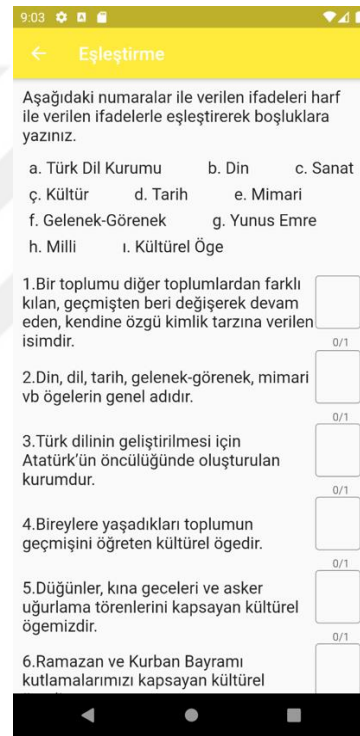 9:03
Eşleştirme
Aşağıdaki numaralar ile verilen ifadeleri harf
ile verilen ifadelerle eşleştirerek boşluklara
yazınız.
a. Türk Dil Kurumu b. Din c. Sanat
ç. Kültür d. Tarih e. Mimari
f. Gelenek-Görenek g. Yunus Emre
h. Milli ı. Kültürel Öge
1.Bir toplumu diğer toplumlardan farklı
kılan, geçmişten beri değişerek devam
eden, kendine özgü kimlik tarzına verilen
isimdir.
0/1
2.Din, dil, tarih, gelenek-görenek, mimari
vb ögelerin genel adıdır.
0/1
3.Türk dilinin geliştirilmesi için
Atatürk’ün öncülüğünde oluşturulan
kurumdur.
0/1
4.Bireylere yaşadıkları toplumun
geçmişini öğreten kültürel ögedir.
0/1
5.Düğünler, kına geceleri ve asker
uğurlama törenlerini kapsayan kültürel
ögemizdir.
0/1
6.Ramazan ve Kurban Bayramı
kutlamalarımızı kapsayan kültürel